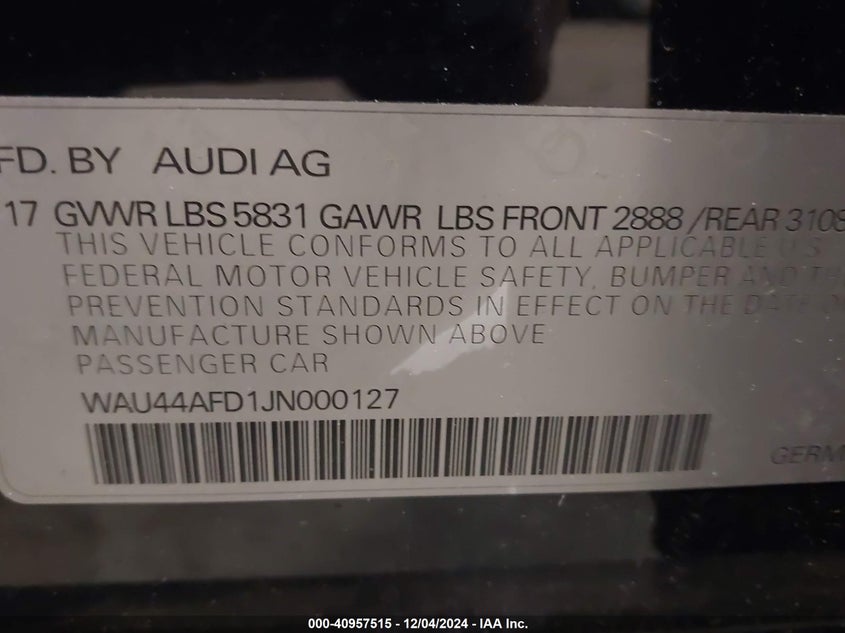 FD. BY AUDI AG
17 GVWR LBS 5831 GAWR LBS FRONT 2888 /REAR 3108
THIS VEHICLE CONFORMS TO ALL APPLICABLE U.S.
FEDERAL MOTOR VEHICLE SAFETY, BUMPER AND
PREVENTION STANDARDS IN EFFECT ON THE DATE
MANUFACTURE SHOWN ABOVE
PASSENGER CAR
WAU44AFD1JN000127
GERM
000-40957515 - 12/04/2024 - IAA Inc.